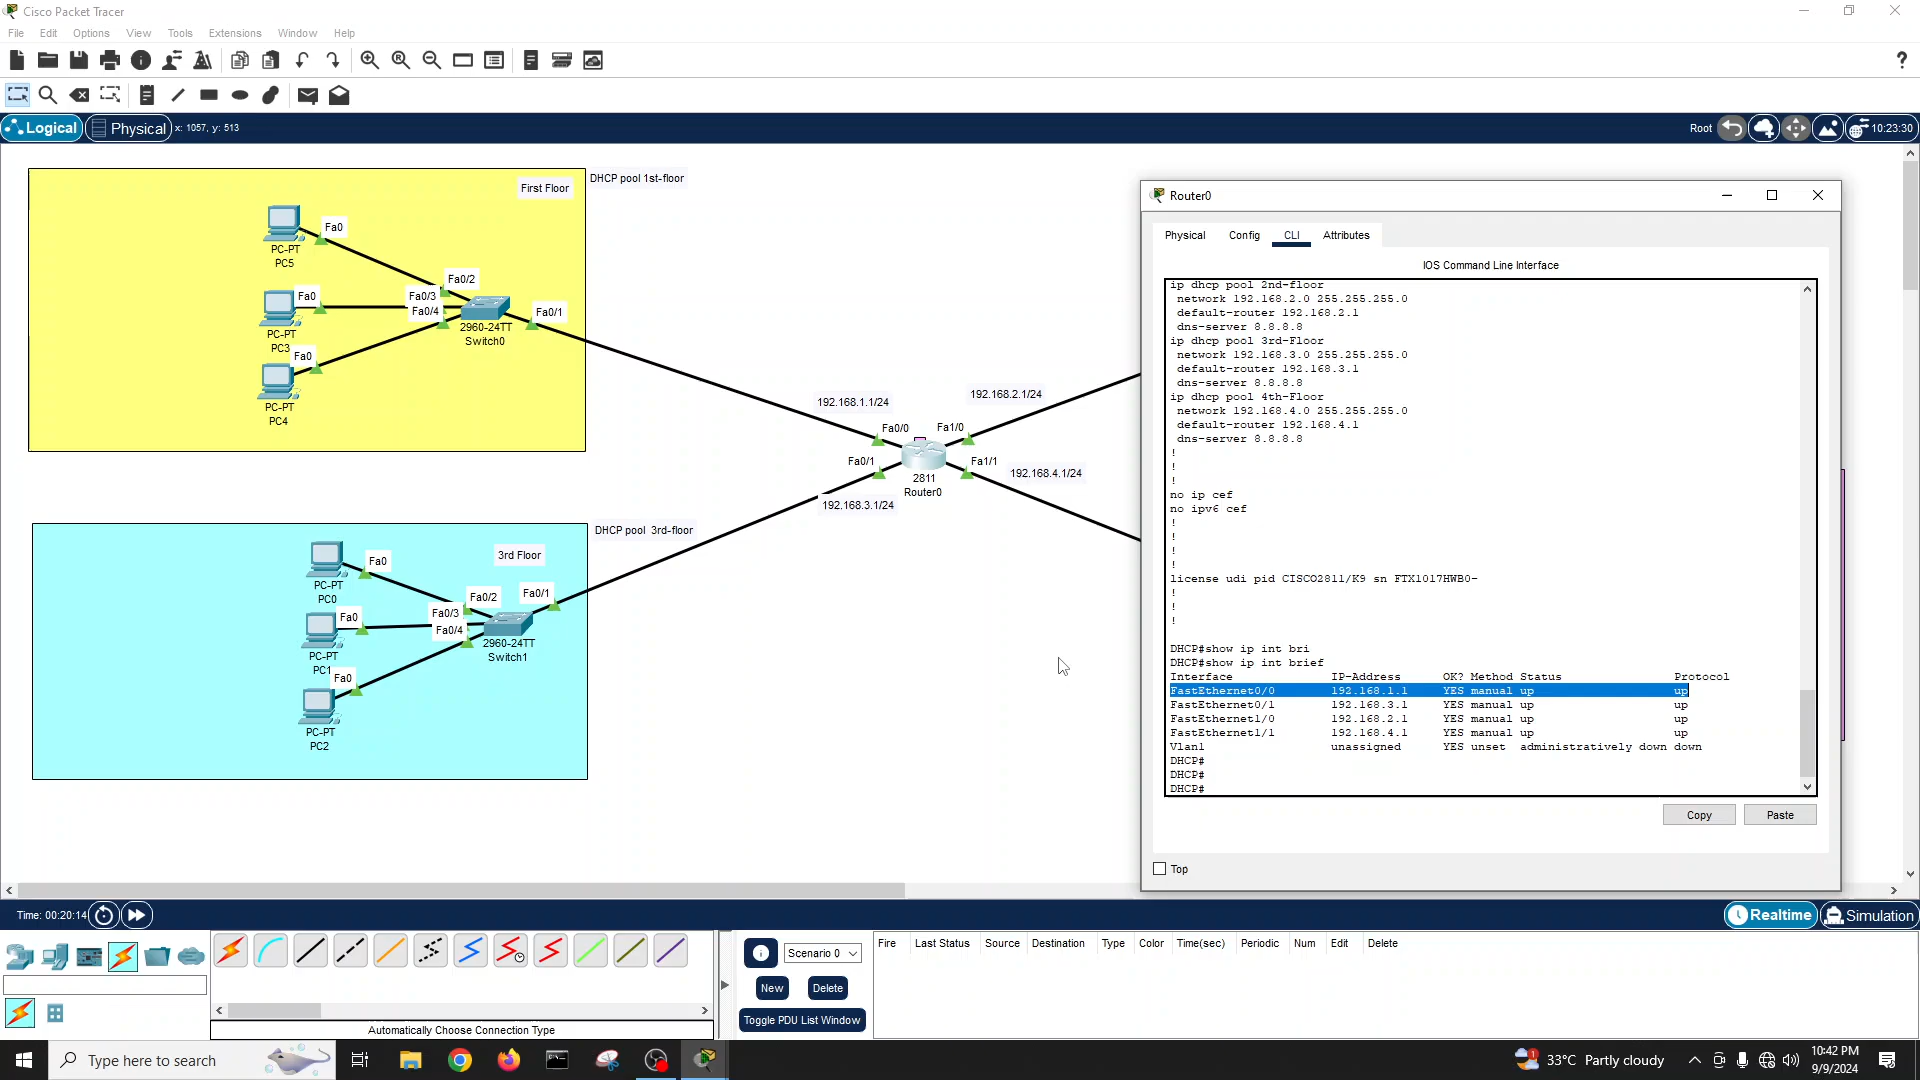 Cisco Packet Tracer
File Edit Options View Tools Extensions Window Help
Logical Physical x: 1057, y: 513
Root 10:23:30
First Floor
DHCP pool 1st-floor
Fa0
PC-PT
PC5
Fa0/2
Fa0
Fa0/3
Fa0/4
Fa0/1
PC-PT
PC3
2960-24TT
Switch0
Fa0
PC-PT
PC4
192.168.1.1/24
192.168.2.1/24
Fa0/0
Fa1/0
Fa0/1
Fa1/1
192.168.4.1/24
2811
Router0
192.168.3.1/24
DHCP pool 3rd-floor
3rd Floor
Fa0
PC-PT
PC0
Fa0/2
Fa0/1
Fa0
Fa0/3
Fa0/4
2960-24TT
Switch1
PC-PT
PC1
Fa0
PC-PT
PC2
Router0
Physical Config CLI Attributes
IOS Command Line Interface
ip dhcp pool 2nd-floor
network 192.168.2.0 255.255.255.0
default-router 192.168.2.1
dns-server 8.8.8.8
ip dhcp pool 3rd-Floor
network 192.168.3.0 255.255.255.0
default-router 192.168.3.1
dns-server 8.8.8.8
ip dhcp pool 4th-Floor
network 192.168.4.0 255.255.255.0
default-router 192.168.4.1
dns-server 8.8.8.8
!
!
!
no ip cef
no ipv6 cef
!
!
!
!
license udi pid CISCO2811/K9 sn FTX1017HWB0-
!
!
!
DHCP#show ip int bri
DHCP#show ip int brief
Interface IP-Address OK? Method Status Protocol
FastEthernet0/0 192.168.1.1 YES manual up up
FastEthernet0/1 192.168.3.1 YES manual up up
FastEthernet1/0 192.168.2.1 YES manual up up
FastEthernet1/1 192.168.4.1 YES manual up up
Vlan1 unassigned YES unset administratively down down
DHCP#
DHCP#
DHCP#
Copy Paste
Top
Time: 00:20:14
Realtime Simulation
Scenario 0
New Delete
Toggle PDU List Window
Fire Last Status Source Destination Type Color Time(sec) Periodic Num Edit Delete
Automatically Choose Connection Type
Type here to search
33°C Partly cloudy
10:42 PM
9/9/2024